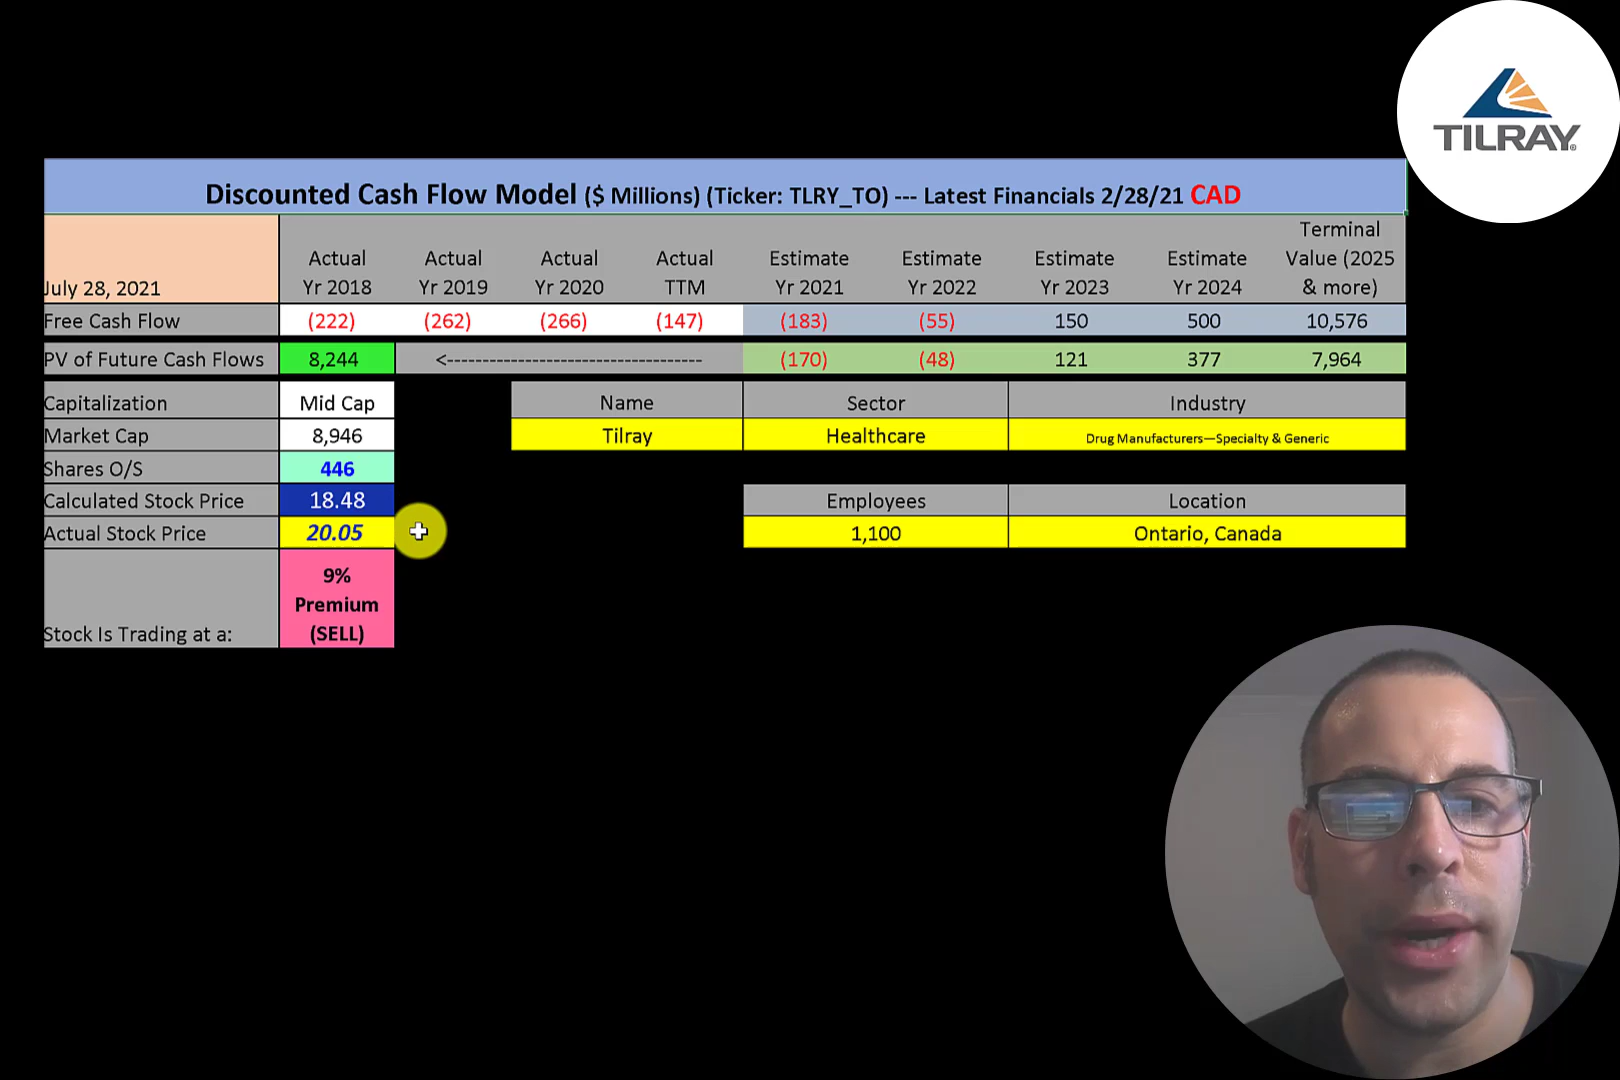 TILRAY
Discounted Cash Flow Model ($ Millions) (Ticker: TLRY_TO) --- Latest Financials 2/28/21 CAD
July 28, 2021 Actual Yr 2018 Actual Yr 2019 Actual Yr 2020 Actual TTM Estimate Yr 2021 Estimate Yr 2022 Estimate Yr 2023 Estimate Yr 2024 Terminal Value (2025 & more)
Free Cash Flow (222) (262) (266) (147) (183) (55) 150 500 10,576
PV of Future Cash Flows 8,244 <------------------------------------ (170) (48) 121 377 7,964
Capitalization Mid Cap Name Sector Industry
Market Cap 8,946 Tilray Healthcare Drug Manufacturers—Specialty & Generic
Shares O/S 446
Calculated Stock Price 18.48 Employees Location
Actual Stock Price 20.05 1,100 Ontario, Canada
Stock Is Trading at a: 9% Premium (SELL)